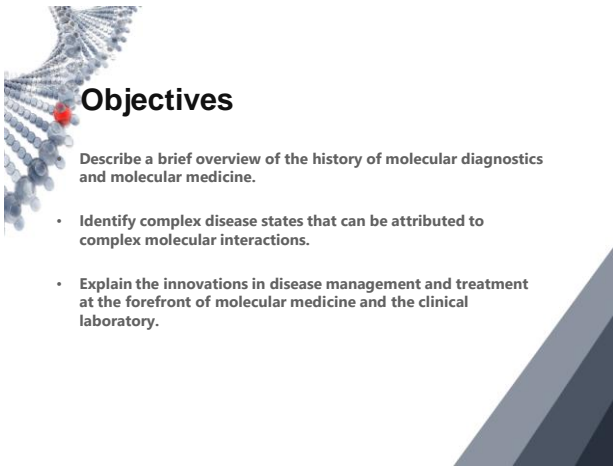 Objectives
• Describe a brief overview of the history of molecular diagnostics
and molecular medicine.
• Identify complex disease states that can be attributed to
complex molecular interactions.
• Explain the innovations in disease management and treatment
at the forefront of molecular medicine and the clinical
laboratory.